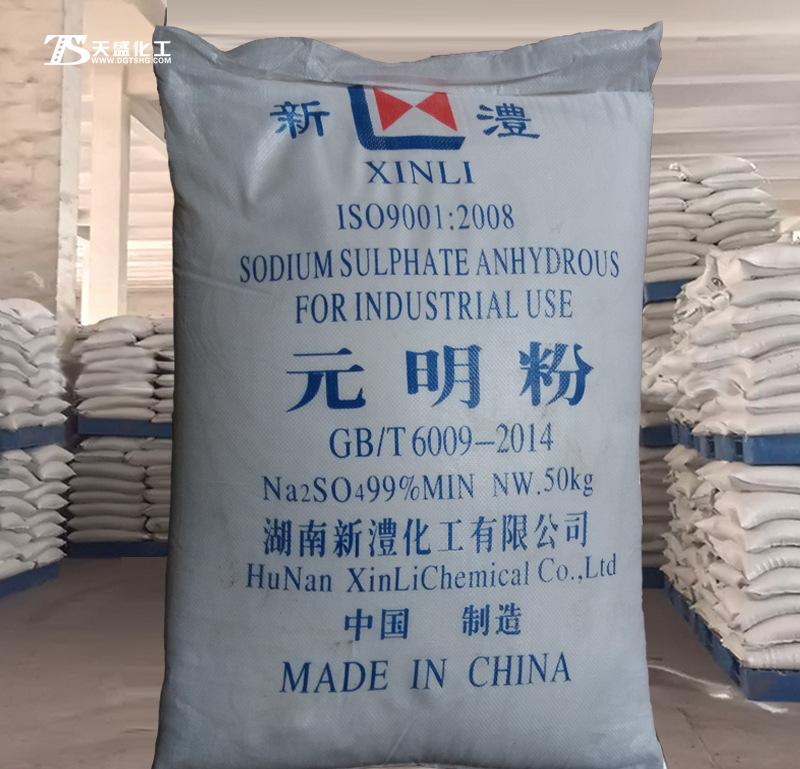 TS 天盛化工
WWW.DGTSHG.COM
新 澧
XINLI
ISO9001:2008
SODIUM SULPHATE ANHYDROUS
FOR INDUSTRIAL USE
元明粉
GB/T 6009-2014
Na2SO4 99%MIN NW.50kg
湖南新澧化工有限公司
HuNan XinLiChemical Co.,Ltd
中国 制造
MADE IN CHINA